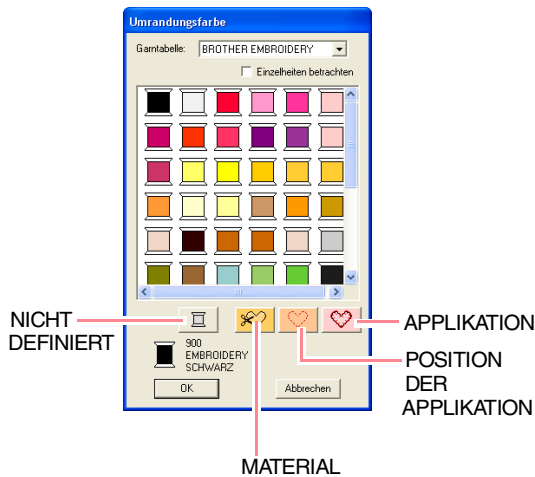 Umrandungsfarbe
Garntabelle: BROTHER EMBROIDERY
Einzelheiten betrachten
NICHT
DEFINIERT
APPLIKATION
900
EMBROIDERY
SCHWARZ
POSITION
DER
APPLIKATION
OK Abbrechen
MATERIAL